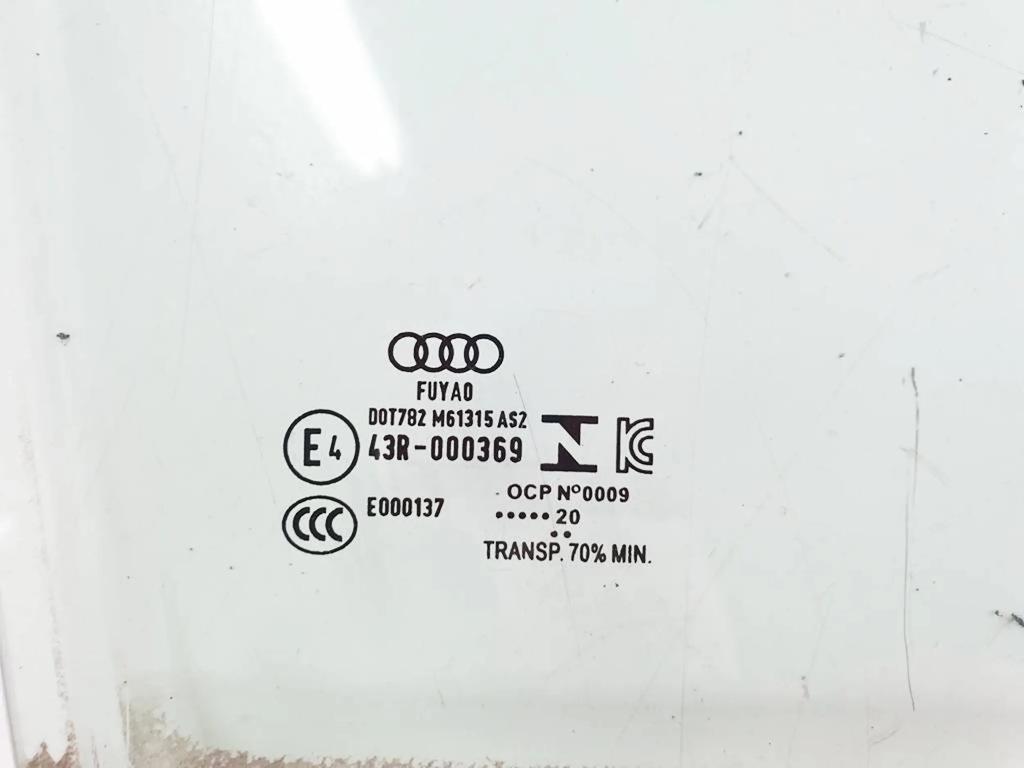 FUYAO
DOT782 M61315 AS2
E4
43R-000369
KC
CCC
E000137
OCP Nº0009
•••••20
••
TRANSP. 70% MIN.